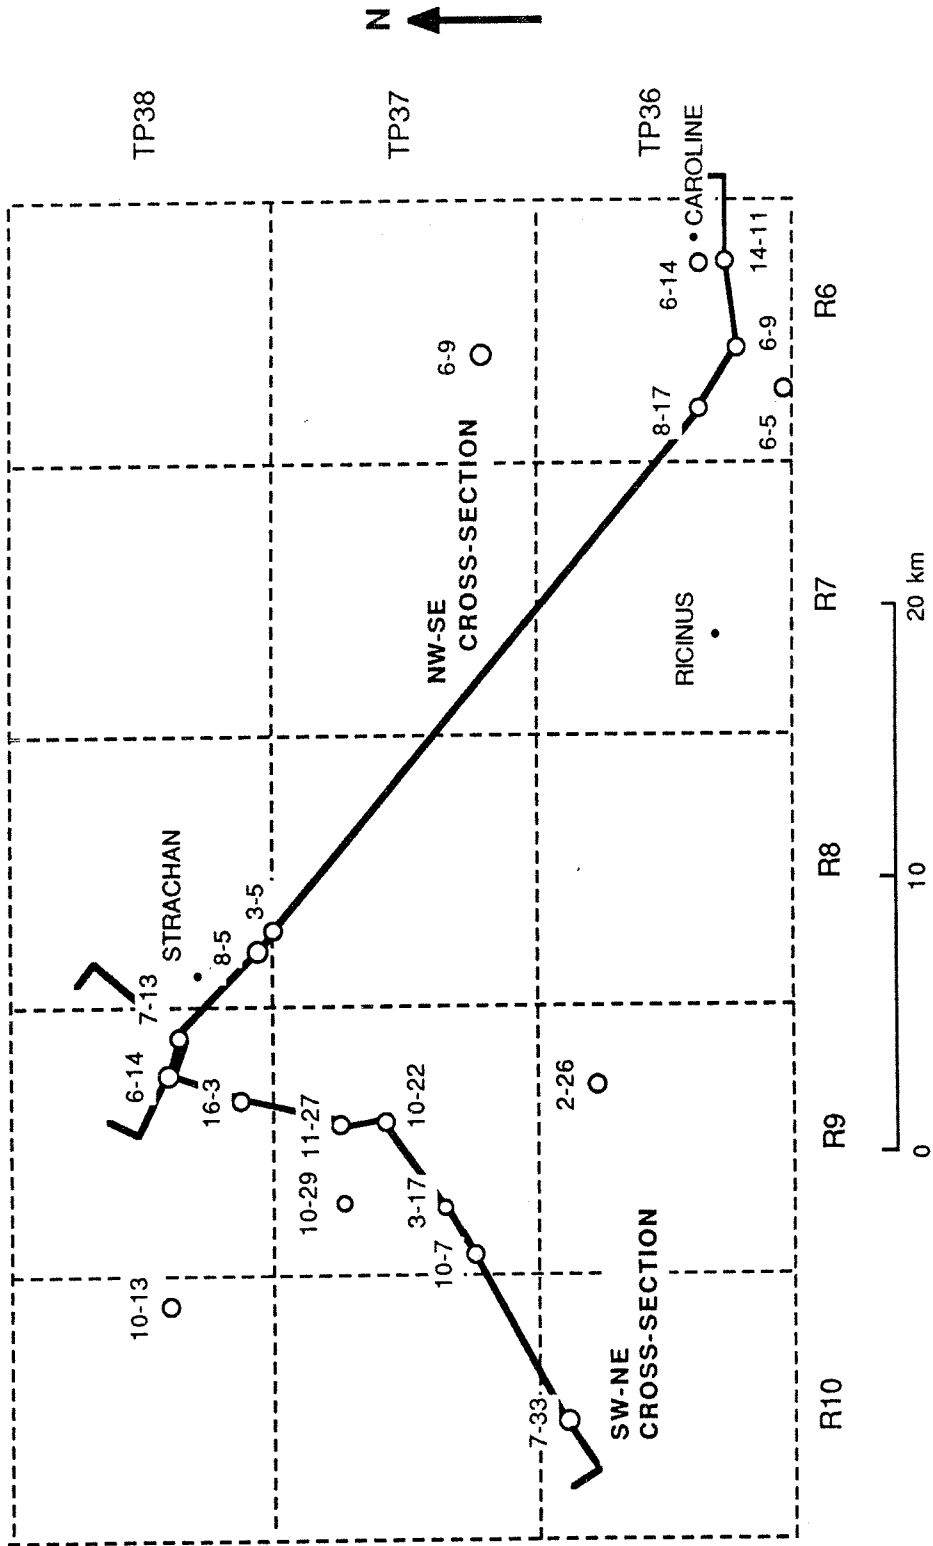 N
TP38
TP37
TP36
CAROLINE
14-11
6-14
6-9
6-9
8-17
6-5
R6
NW-SE
CROSS-SECTION
RICINUS
R7
20 km
10
0
STRACHAN
3-5
8-5
R8
7-13
6-14
16-3
11-27
10-22
2-26
R9
10-29
3-17
10-7
10-13
SW-NE
CROSS-SECTION
7-33
R10